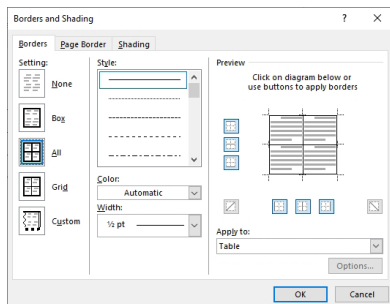 Borders and Shading ? ×
Borders Page Border Shading
Setting:
None
Box
All
Grid
Custom
Style:
Color:
Automatic
Width:
½ pt
Preview
Click on diagram below or
use buttons to apply borders
Apply to:
Table
Options...
OK Cancel